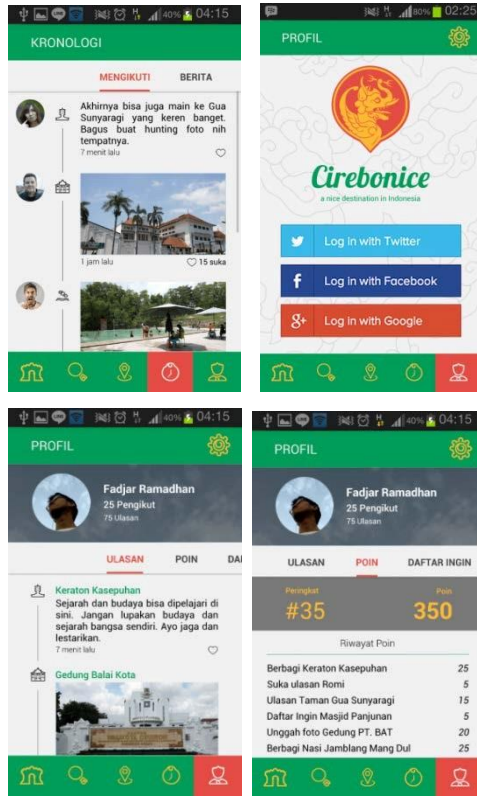 40% 04:15
KRONOLOGI
MENGIKUTI BERITA
Akhirnya bisa juga main ke Gua
Sunyaragi yang keren banget.
Bagus buat hunting foto nih
tempatnya.
7 menit lalu
1 jam lalu 15 suka
80% 02:25
PROFIL
Cirebonice
a nice destination in Indonesia
Log in with Twitter
f Log in with Facebook
g+ Log in with Google
40% 04:15
PROFIL
Fadjar Ramadhan
25 Pengikut
75 Ulasan
ULASAN POIN DA
Keraton Kasepuhan
Sejarah dan budaya bisa dipelajari di
sini. Jangan lupakan budaya dan
sejarah bangsa sendiri. Ayo jaga dan
lestarikan.
7 menit lalu
Gedung Balai Kota
40% 04:15
PROFIL
Fadjar Ramadhan
25 Pengikut
75 Ulasan
ULASAN POIN DAFTAR INGIN
Peringkat Poin
#35 350
Riwayat Poin
Berbagi Keraton Kasepuhan 25
Suka ulasan Romi 5
Ulasan Taman Gua Sunyaragi 15
Daftar Ingin Masjid Panjunan 5
Unggah foto Gedung PT. BAT 20
Berbagi Nasi Jamblang Mang Dul 25